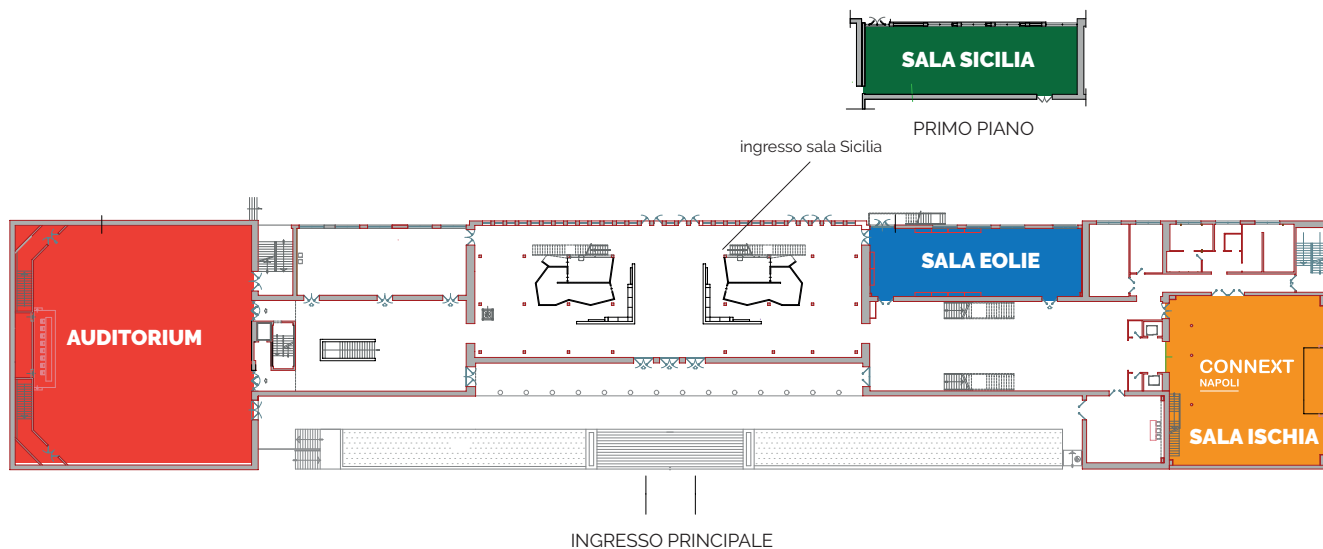 SALA SICILIA
PRIMO PIANO
ingresso sala Sicilia
SALA EOLIE
AUDITORIUM
CONNEXT
NAPOLI
SALA ISCHIA
INGRESSO PRINCIPALE